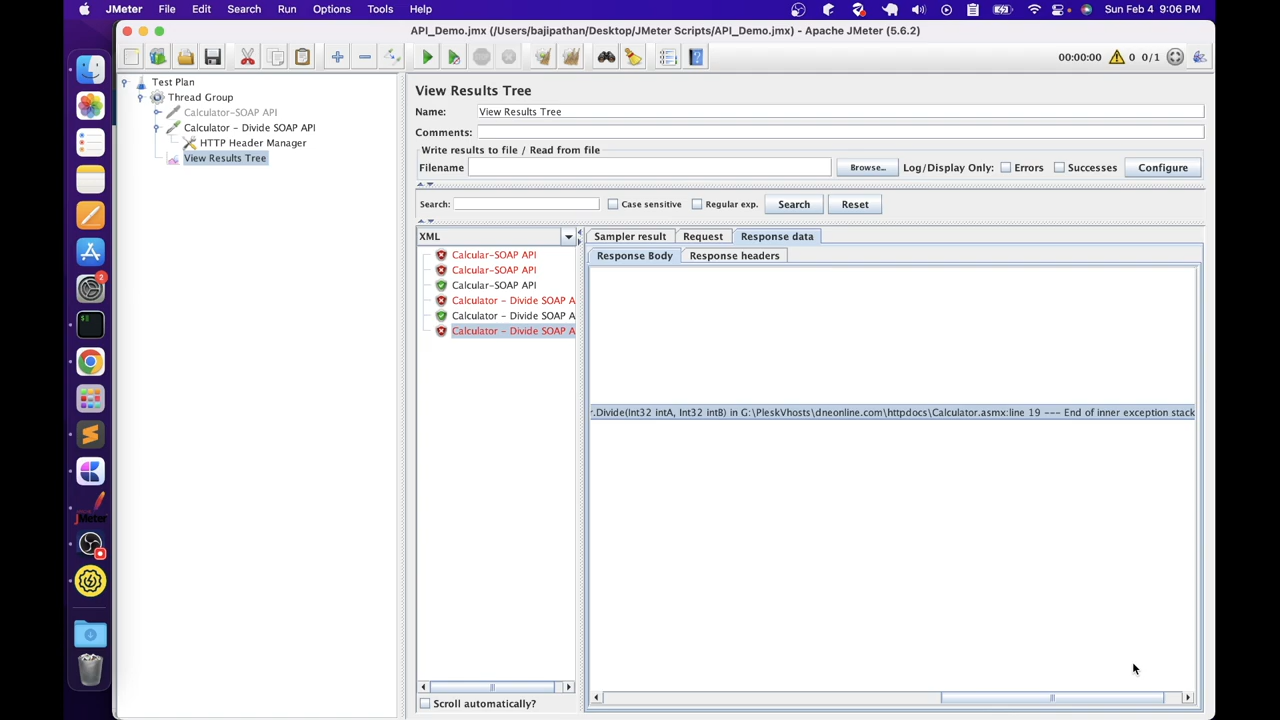 JMeter File Edit Search Run Options Tools Help Sun Feb 4 9:06 PM
API_Demo.jmx (/Users/bajipathan/Desktop/JMeter Scripts/API_Demo.jmx) - Apache JMeter (5.6.2)
00:00:00 0 0/1
Test Plan
Thread Group
Calculator-SOAP API
Calculator - Divide SOAP API
HTTP Header Manager
View Results Tree
View Results Tree
Name: View Results Tree
Comments:
Write results to file / Read from file
Filename Browse... Log/Display Only: Errors Successes Configure
Search: Case sensitive Regular exp. Search Reset
XML
Calcular-SOAP API
Calcular-SOAP API
Calcular-SOAP API
Calculator - Divide SOAP A
Calculator - Divide SOAP A
Calculator - Divide SOAP A
Scroll automatically?
Sampler result Request Response data
Response Body Response headers
r.Divide(Int32 intA, Int32 intB) in G:\PleskVhosts\dneonline.com\httpdocs\Calculator.asmx:line 19 --- End of inner exception stack
2
JMeter